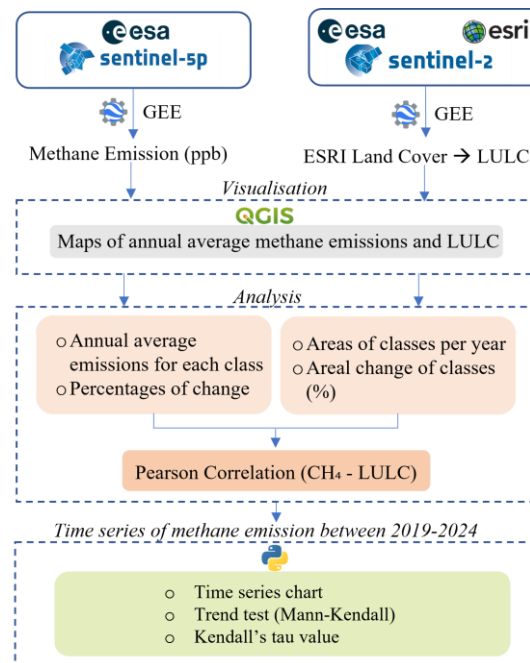 esa
sentinel-5p
esa esri
sentinel-2
GEE
GEE
Methane Emission (ppb)
ESRI Land Cover → LULC
Visualisation
QGIS
Maps of annual average methane emissions and LULC
Analysis
○ Annual average
emissions for each class
○ Percentages of change
○ Areas of classes per year
○ Areal change of classes
(%)
Pearson Correlation (CH₄ - LULC)
Time series of methane emission between 2019-2024
○ Time series chart
○ Trend test (Mann-Kendall)
○ Kendall's tau value